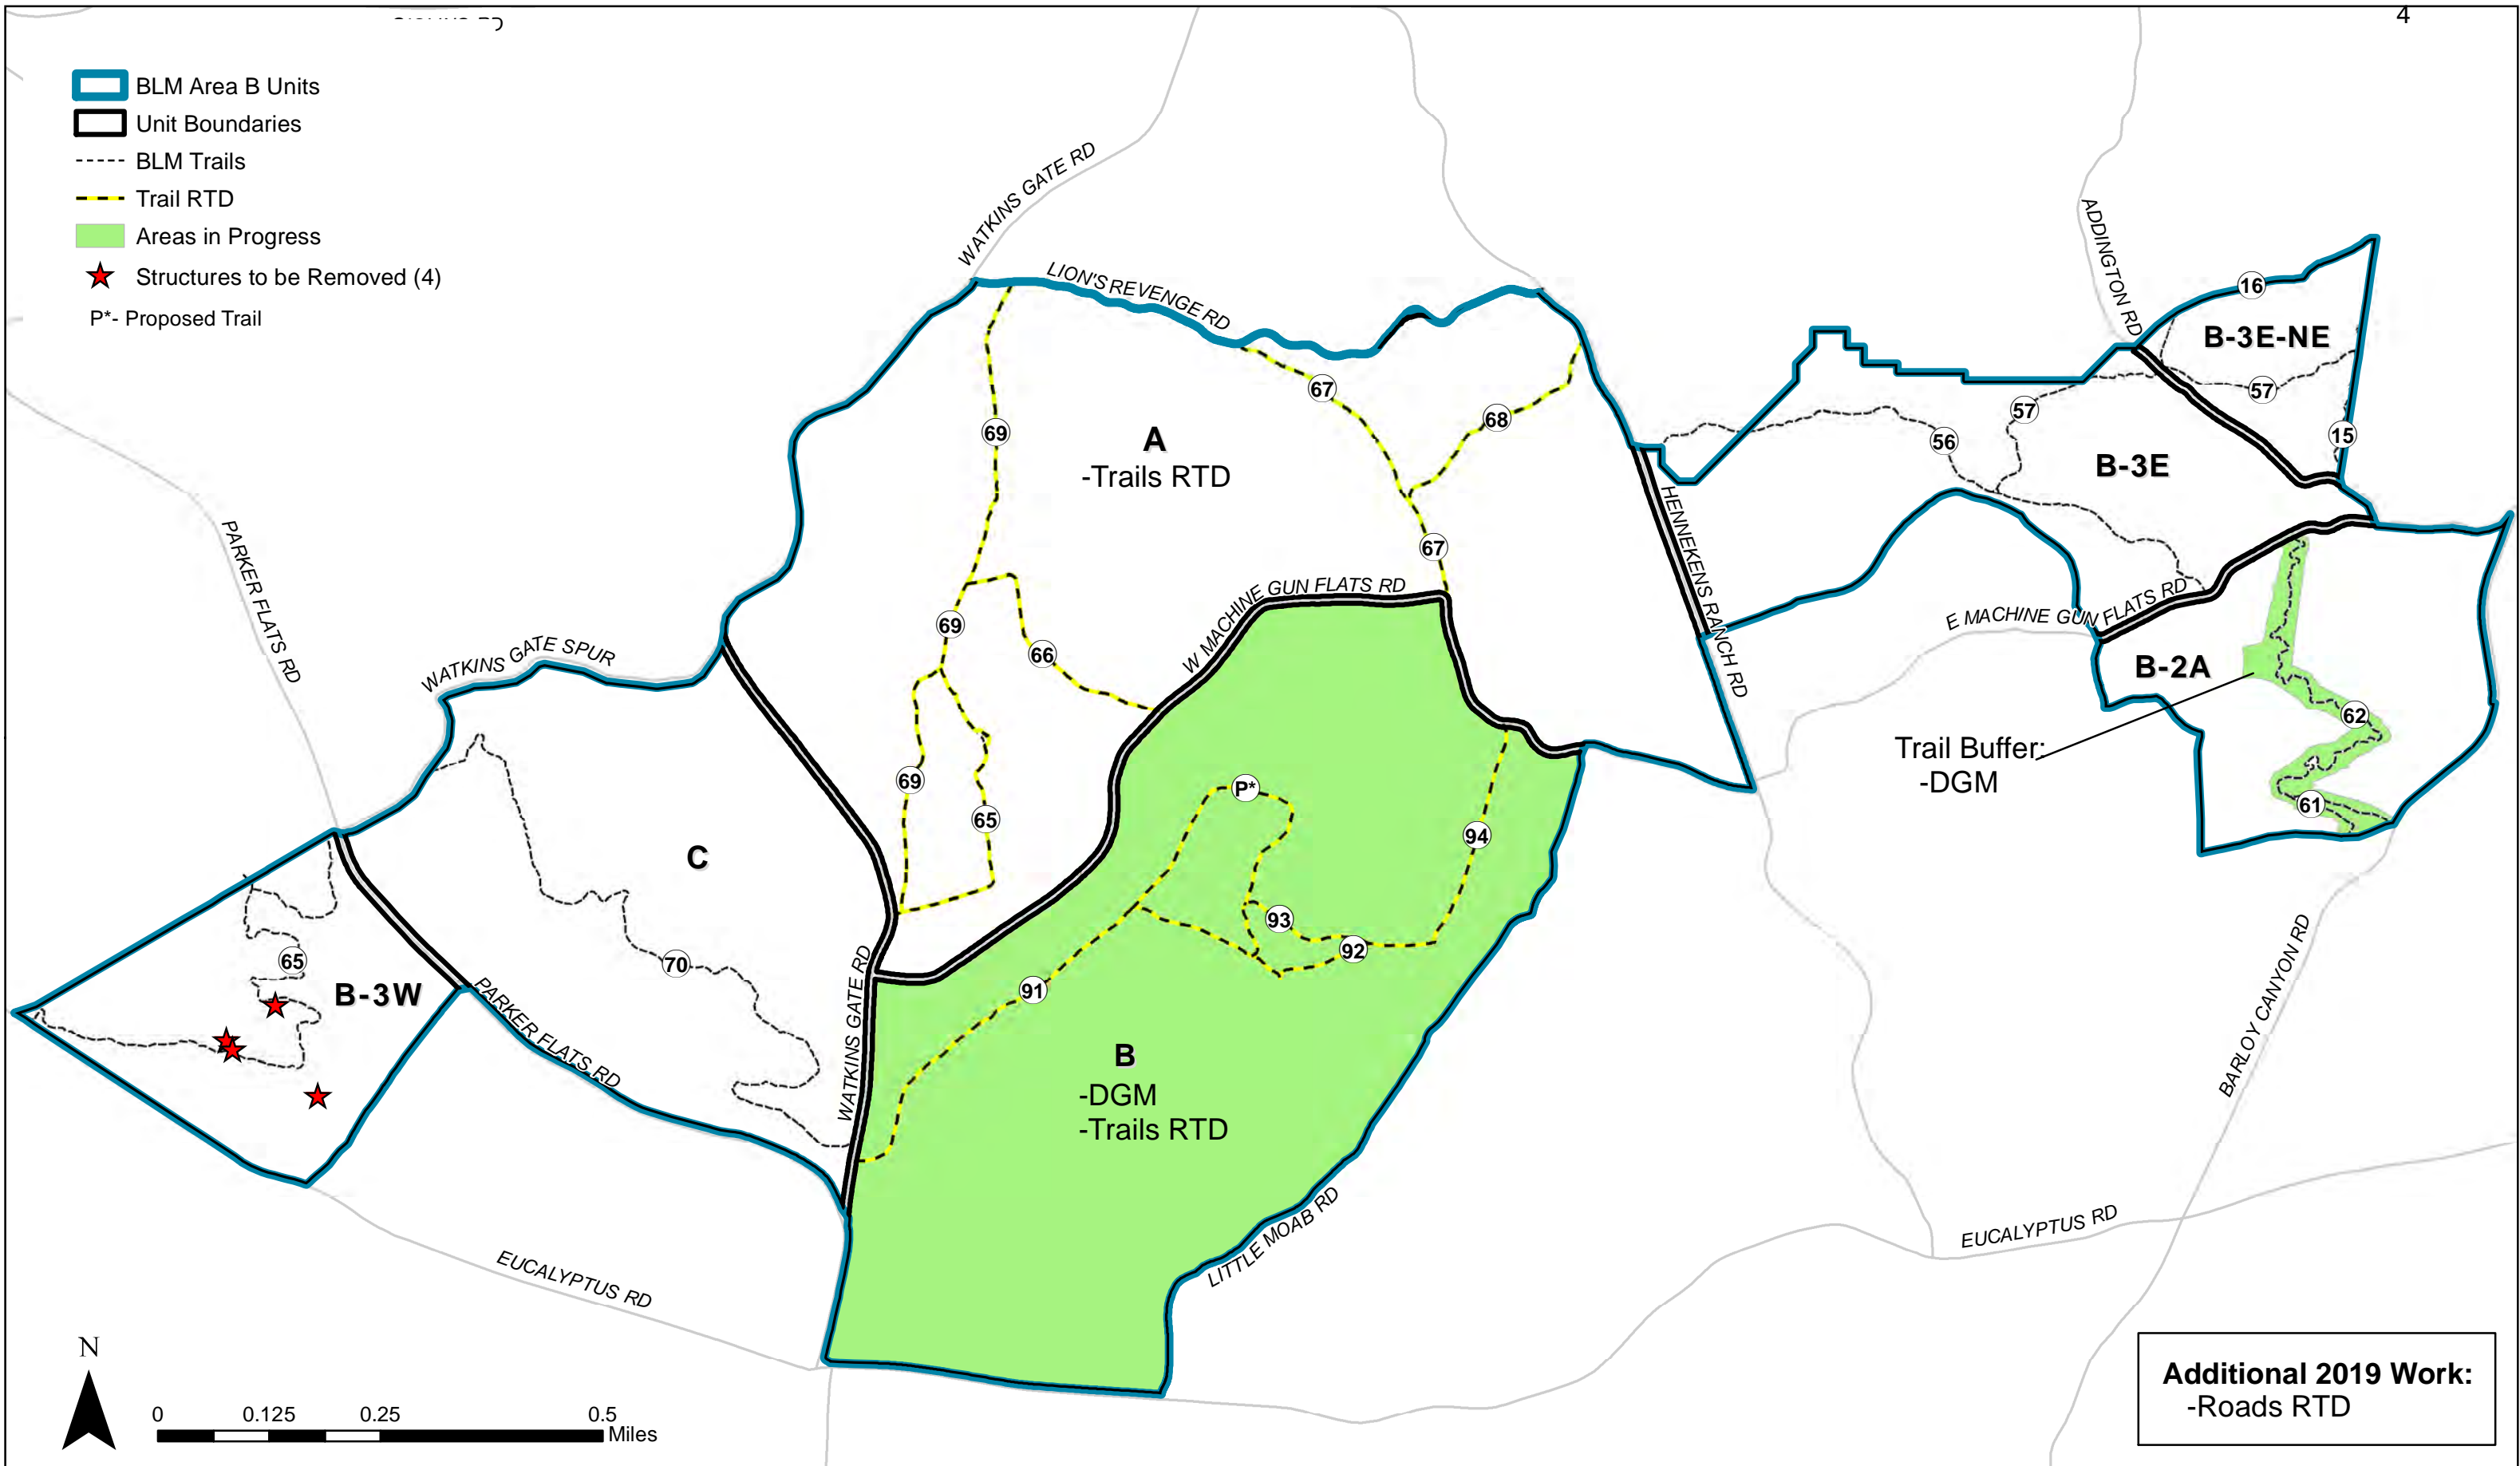 4
BLM Area B Units
Unit Boundaries
BLM Trails
Trail RTD
Areas in Progress
Structures to be Removed (4)
P*- Proposed Trail
WATKINS GATE RD
LION'S REVENGE RD
ADDINGTON RD
16
B-3E-NE
57
15
57
56
B-3E
67
68
69
A
-Trails RTD
67
HENNEKENS RANCH RD
PARKER FLATS RD
W MACHINE GUN FLATS RD
E MACHINE GUN FLATS RD
69
66
WATKINS GATE SPUR
B-2A
62
Trail Buffer:
-DGM
61
69
65
P*
94
C
93
92
65
70
B-3W
91
WATKINS GATE RD
PARKER FLATS RD
B
-DGM
-Trails RTD
BARLOY CANYON RD
LITTLE MOAB RD
EUCALYPTUS RD
EUCALYPTUS RD
N
0 0.125 0.25 0.5
Miles
Additional 2019 Work:
-Roads RTD